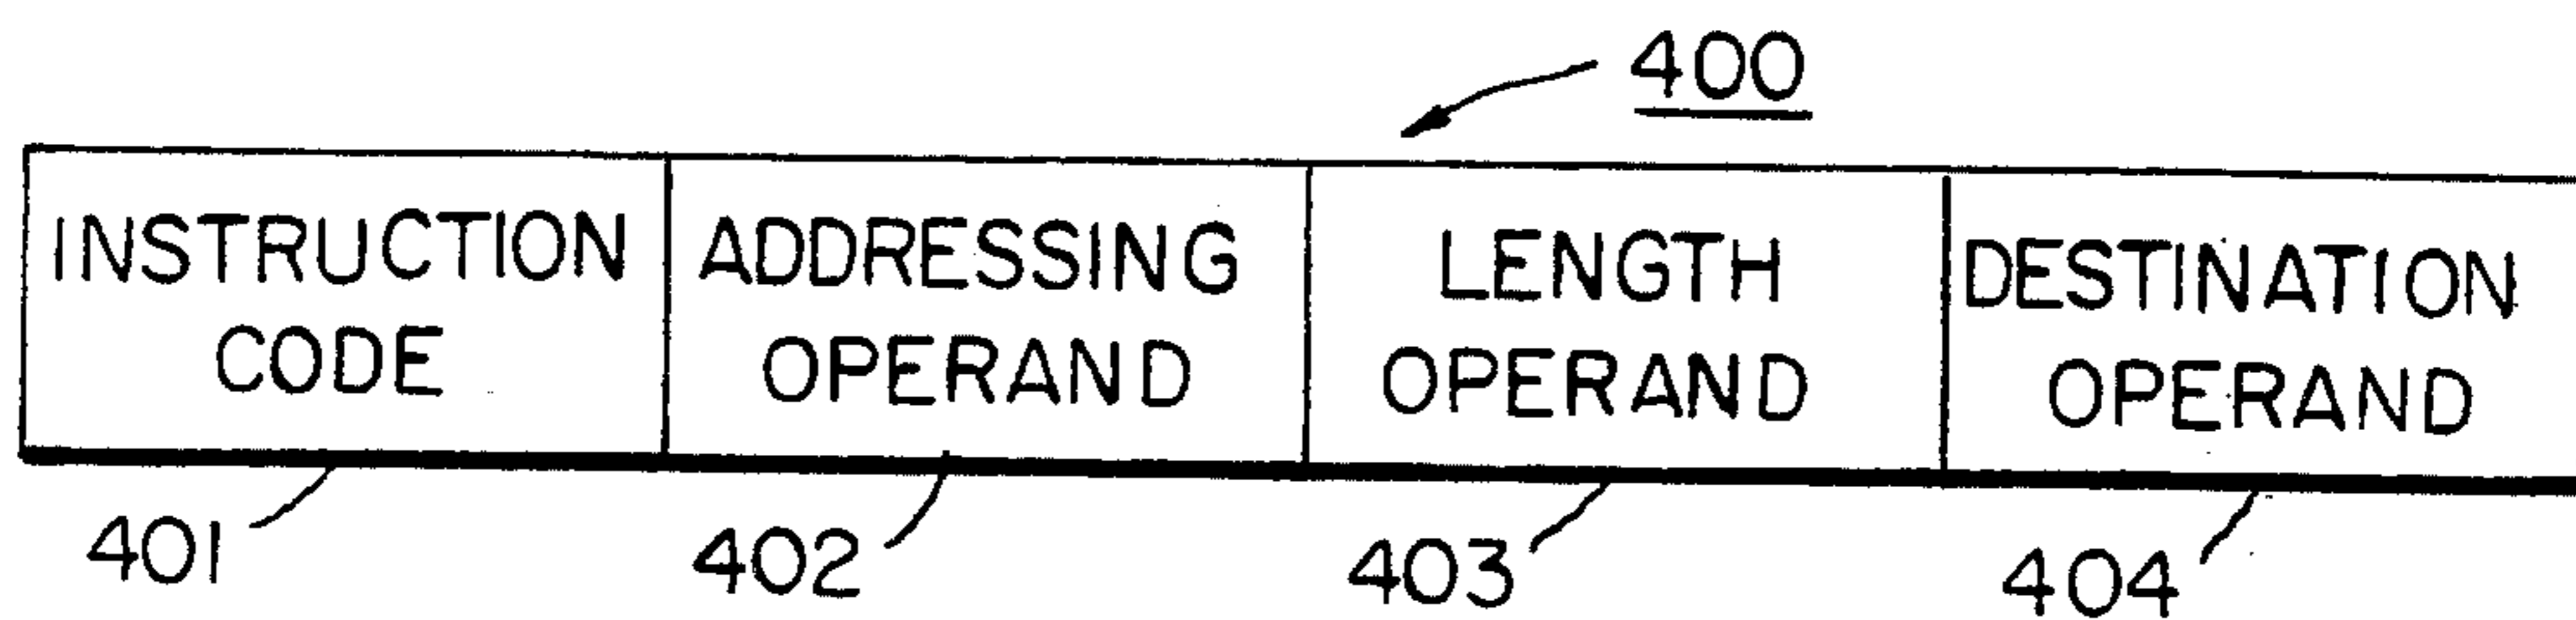 400
INSTRUCTION CODE
ADDRESSING OPERAND
LENGTH OPERAND
DESTINATION OPERAND
401
402
403
404